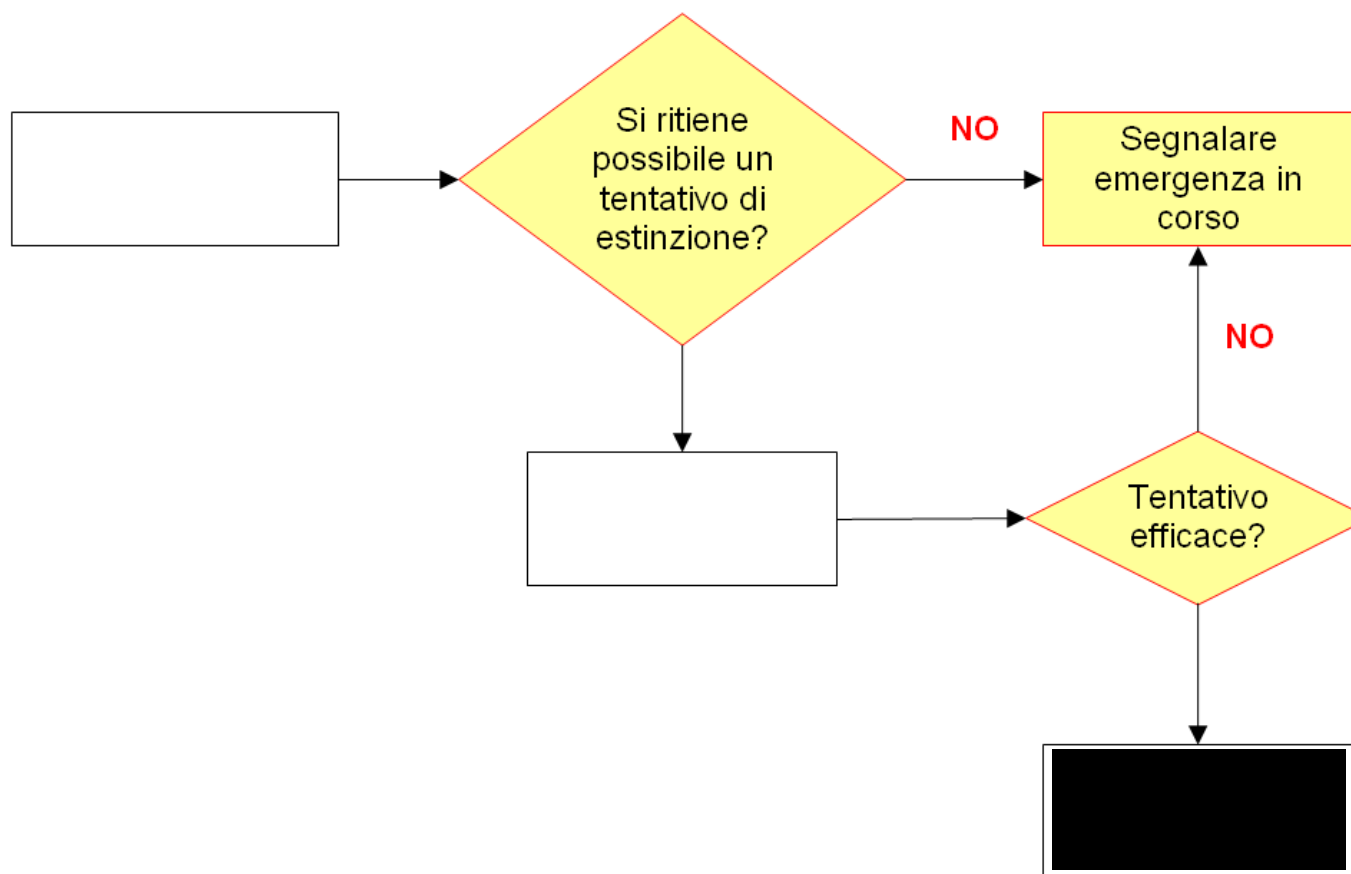 Si ritiene
possibile un
tentativo di
estinzione?
NO
Segnalare
emergenza in
corso
NO
Tentativo
efficace?